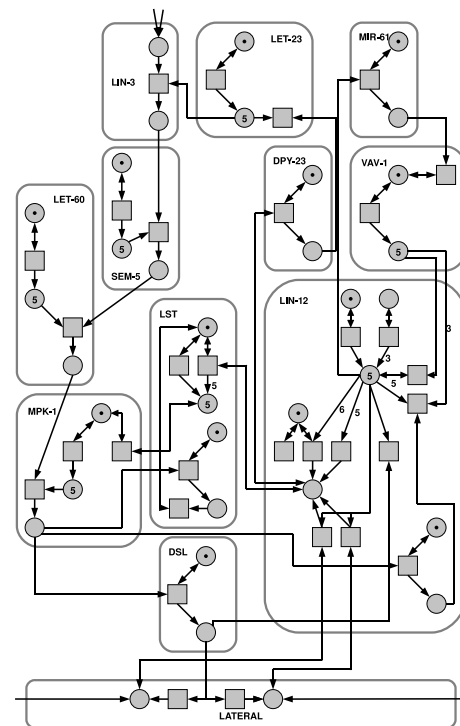 LET-23
MIR-61
LIN-3
5
DPY-23
VAV-1
LET-60
5
SEM-5
5
5
LIN-12
LST
3
3
5
5
5
5
MPK-1
6
5
5
DSL
LATERAL